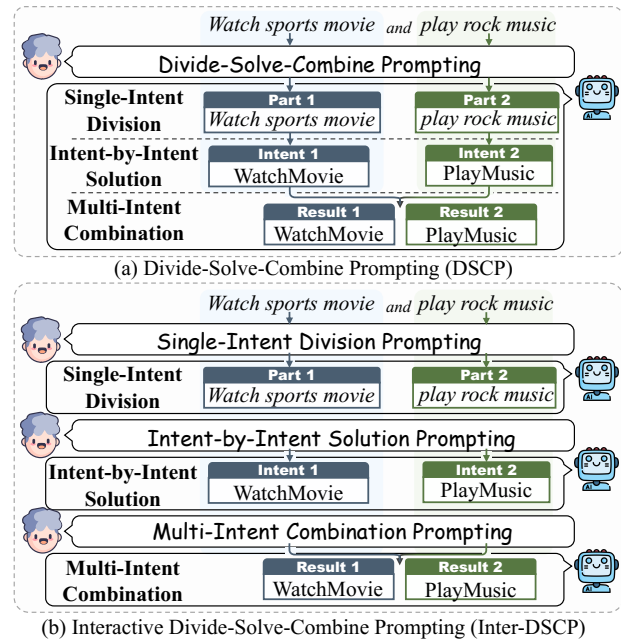 Watch sports movie and play rock music
Divide-Solve-Combine Prompting
Single-Intent Division
Part 1
Watch sports movie
Part 2
play rock music
AI
Intent-by-Intent Solution
Intent 1
WatchMovie
Intent 2
PlayMusic
Multi-Intent Combination
Result 1
WatchMovie
Result 2
PlayMusic
(a) Divide-Solve-Combine Prompting (DSCP)
Watch sports movie and play rock music
Single-Intent Division Prompting
Single-Intent Division
Part 1
Watch sports movie
Part 2
play rock music
AI
Intent-by-Intent Solution Prompting
Intent-by-Intent Solution
Intent 1
WatchMovie
Intent 2
PlayMusic
AI
Multi-Intent Combination Prompting
Multi-Intent Combination
Result 1
WatchMovie
Result 2
PlayMusic
AI
(b) Interactive Divide-Solve-Combine Prompting (Inter-DSCP)